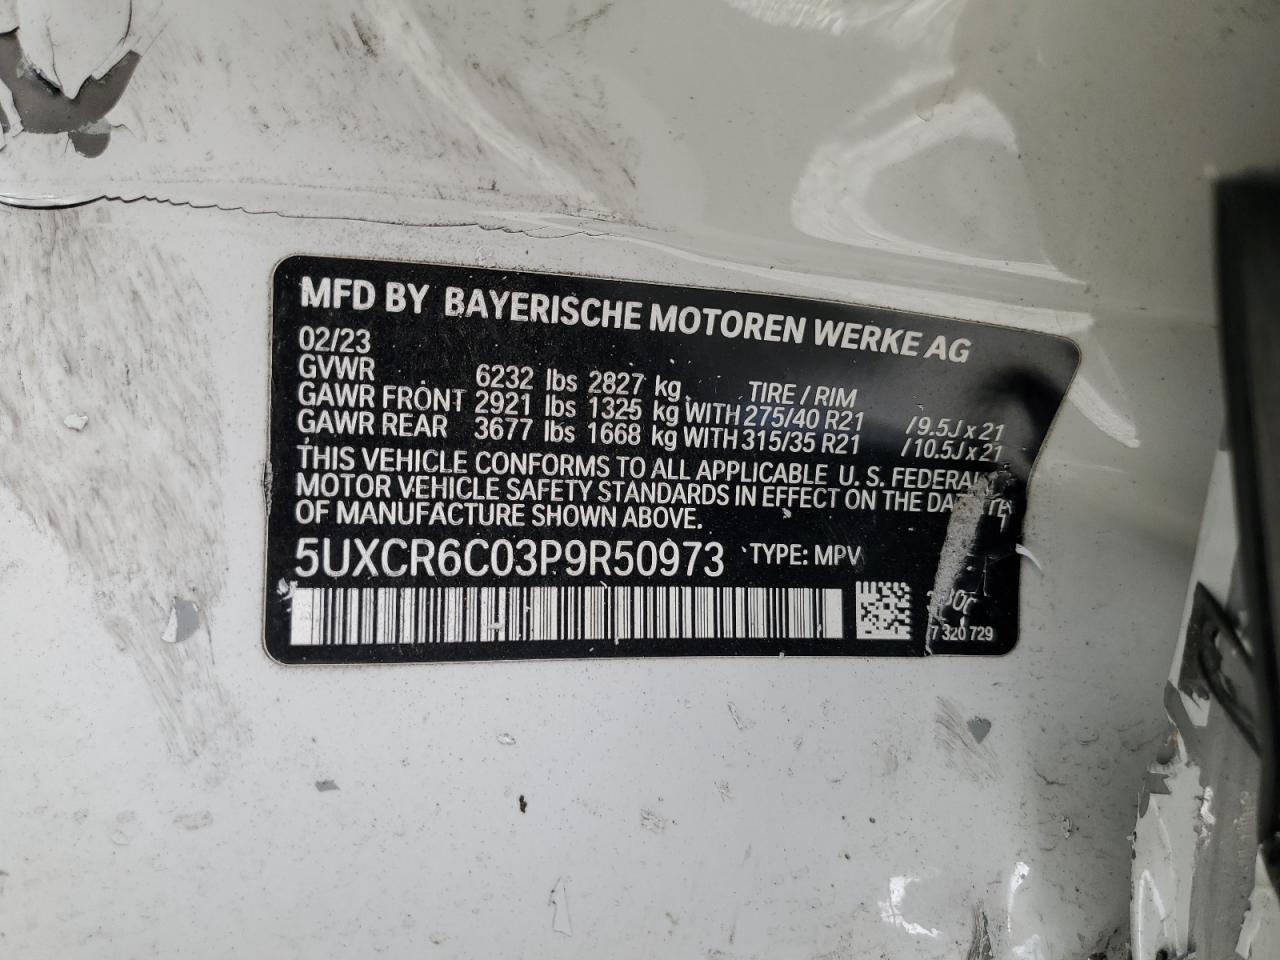 MFD BY BAYERISCHE MOTOREN WERKE AG
02/23
GVWR 6232 lbs 2827 kg TIRE / RIM
GAWR FRONT 2921 lbs 1325 kg WITH 275/40 R21 /9.5J x 21
GAWR REAR 3677 lbs 1668 kg WITH 315/35 R21 /10.5J x 21
THIS VEHICLE CONFORMS TO ALL APPLICABLE U. S. FEDERAL
MOTOR VEHICLE SAFETY STANDARDS IN EFFECT ON THE
OF MANUFACTURE SHOWN ABOVE.
5UXCR6C03P9R50973 TYPE: MPV
7 320 729